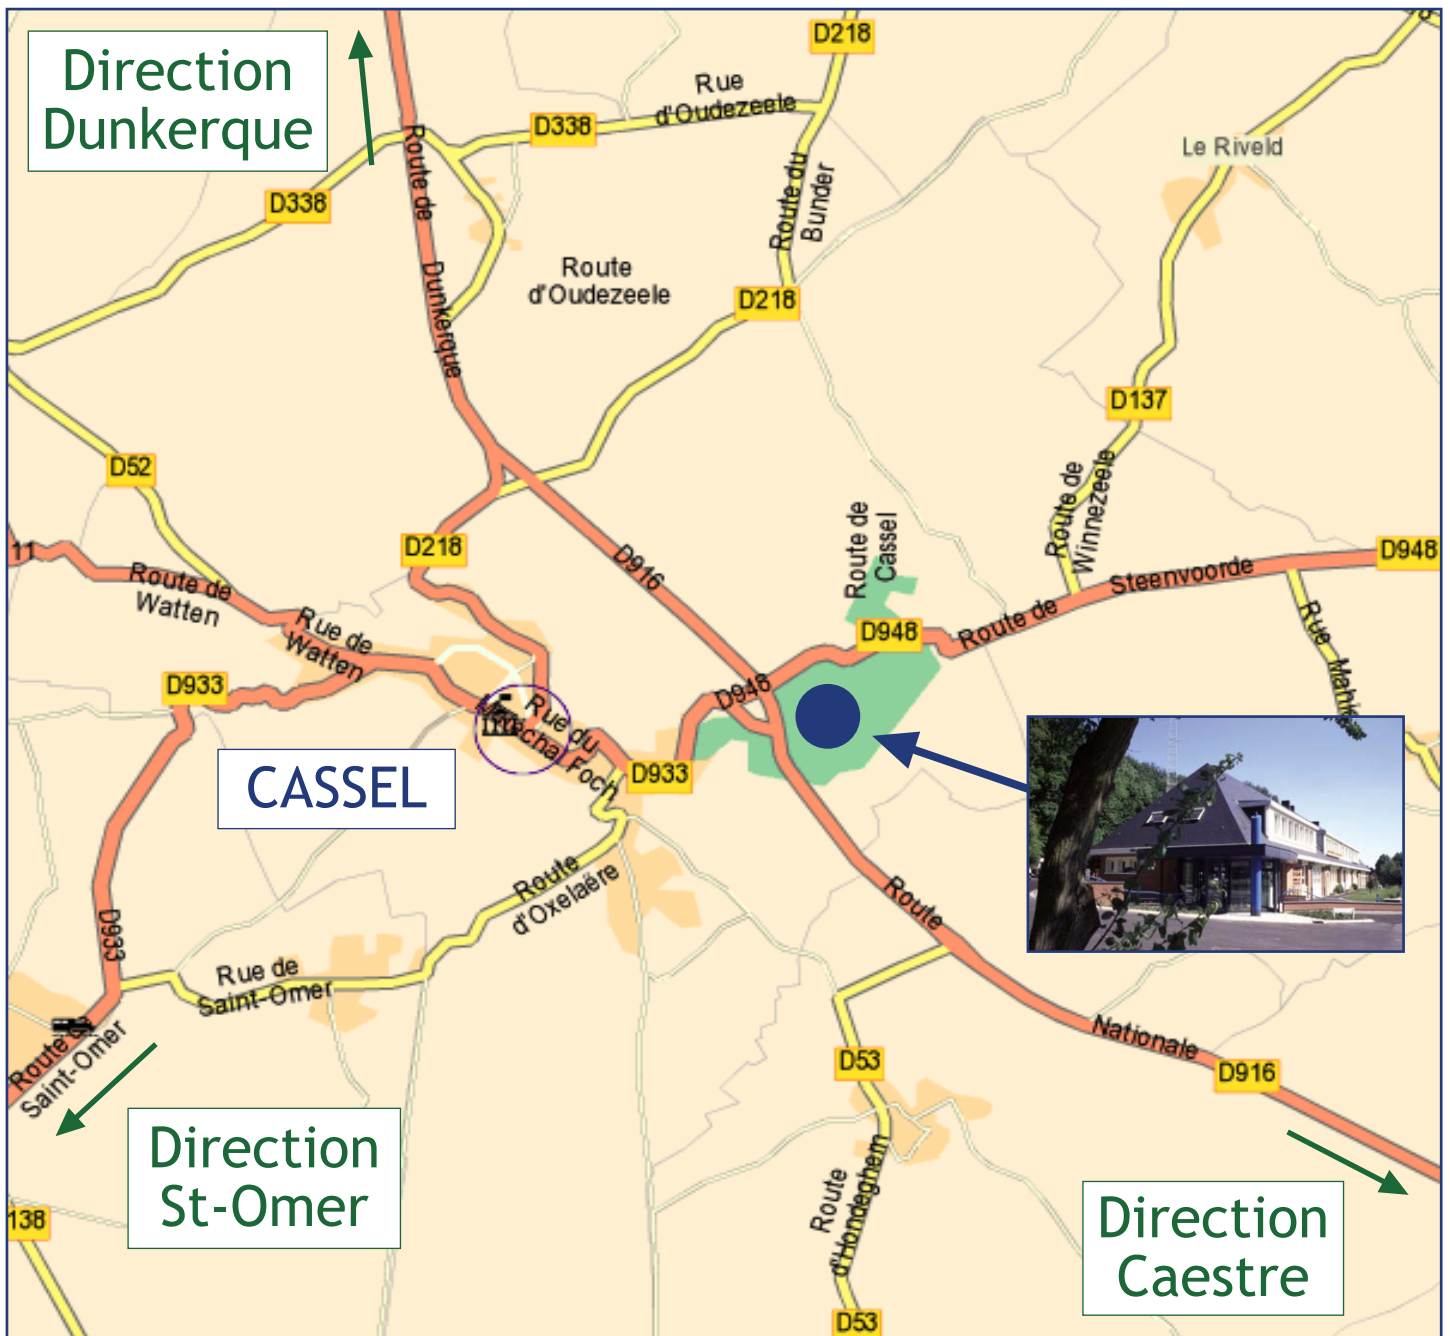 Direction
Dunkerque
D218
Rue
d'Oudezeele
D338
Le Riveld
D338
Route de
Dunkerque
Route du
Bunder
Route
d'Oudezeele
D218
D137
D52
Route de
Winnezeele
Route de
Cassel
11
D218
D916
D948
Route de
Watten
Steenvoorde
Route de
Rue de
Watten
D948
Rue
D933
D948
Rue du
Maréchal Foch
D933
CASSEL
Route
d'Oxelaëre
Route
Nationale
D933
Rue de
Saint-Omer
Route de
Saint-Omer
D53
D916
Direction
St-Omer
Route
d'Hondeghem
Direction
Caestre
138
D53